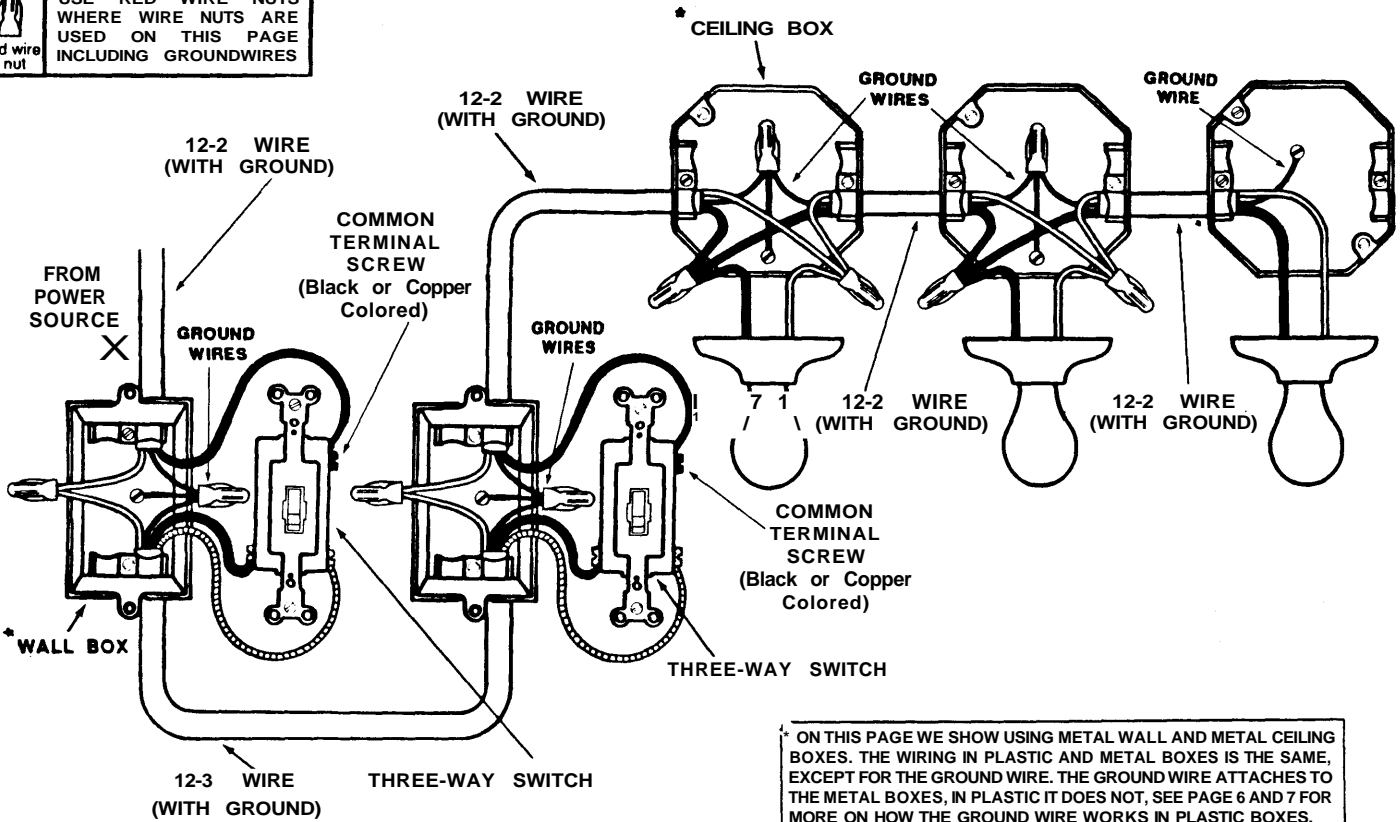 USE RED WIRE NUTS
WHERE WIRE NUTS ARE
USED ON THIS PAGE
INCLUDING GROUNDWIRES
wire
nut
* CEILING BOX
GROUND
WIRES
GROUND
WIRE
12-2 WIRE
(WITH GROUND)
12-2 WIRE
(WITH GROUND)
COMMON
TERMINAL
SCREW
(Black or Copper
Colored)
FROM
POWER
SOURCE
X
GROUND
WIRES
GROUND
WIRES
7 1
12-2 WIRE
(WITH GROUND)
12-2 WIRE
(WITH GROUND)
COMMON
TERMINAL
SCREW
(Black or Copper
Colored)
* WALL BOX
THREE-WAY SWITCH
12-3 WIRE
(WITH GROUND)
THREE-WAY SWITCH
* ON THIS PAGE WE SHOW USING METAL WALL AND METAL CEILING
BOXES. THE WIRING IN PLASTIC AND METAL BOXES IS THE SAME,
EXCEPT FOR THE GROUND WIRE. THE GROUND WIRE ATTACHES TO
THE METAL BOXES, IN PLASTIC IT DOES NOT, SEE PAGE 6 AND 7 FOR
MORE ON HOW THE GROUND WIRE WORKS IN PLASTIC BOXES.